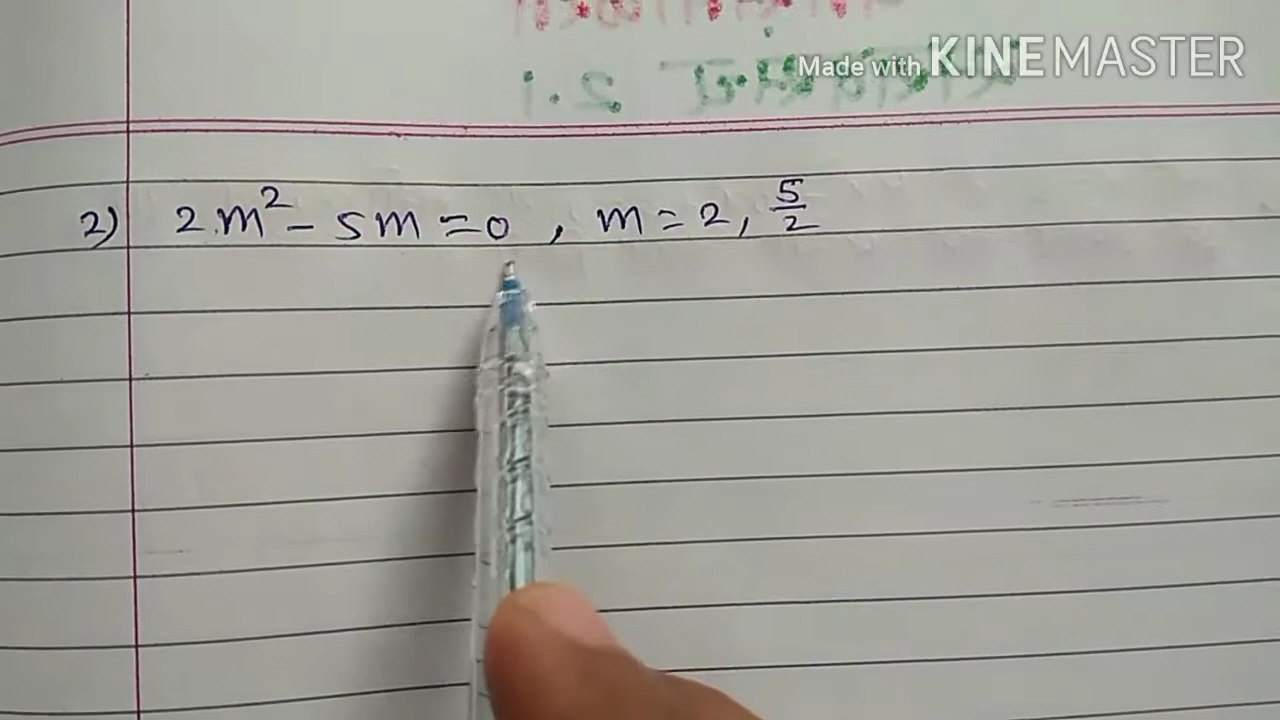 Made with KINEMASTER
2) 2m² - 5m = 0 , m = 2, 5/2